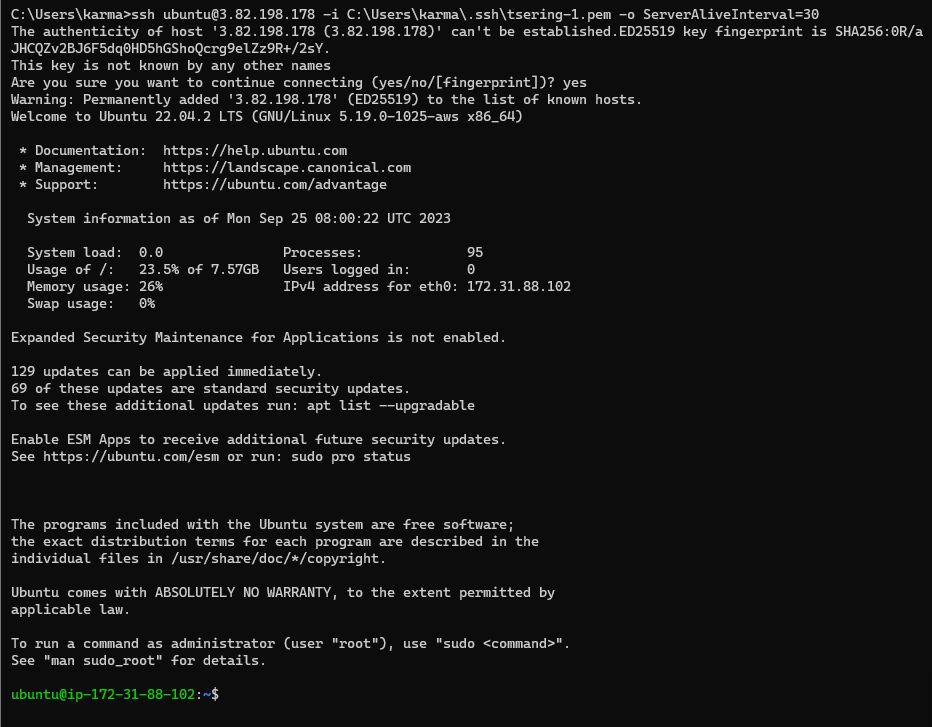 C:\Users\karma>ssh ubuntu@3.82.198.178 -i C:\Users\karma\.ssh\tsering-1.pem -o ServerAliveInterval=30
The authenticity of host '3.82.198.178 (3.82.198.178)' can't be established.ED25519 key fingerprint is SHA256:0R/a
JHCQZv2BJ6F5dq0HD5hGShoQcrg9elZz9R+/2sY.
This key is not known by any other names
Are you sure you want to continue connecting (yes/no/[fingerprint])? yes
Warning: Permanently added '3.82.198.178' (ED25519) to the list of known hosts.
Welcome to Ubuntu 22.04.2 LTS (GNU/Linux 5.19.0-1025-aws x86_64)

 * Documentation:  https://help.ubuntu.com
 * Management:     https://landscape.canonical.com
 * Support:        https://ubuntu.com/advantage

  System information as of Mon Sep 25 08:00:22 UTC 2023

  System load:  0.0               Processes:             95
  Usage of /:   23.5% of 7.57GB   Users logged in:       0
  Memory usage: 26%               IPv4 address for eth0: 172.31.88.102
  Swap usage:   0%

Expanded Security Maintenance for Applications is not enabled.

129 updates can be applied immediately.
69 of these updates are standard security updates.
To see these additional updates run: apt list --upgradable

Enable ESM Apps to receive additional future security updates.
See https://ubuntu.com/esm or run: sudo pro status

The programs included with the Ubuntu system are free software;
the exact distribution terms for each program are described in the
individual files in /usr/share/doc/*/copyright.

Ubuntu comes with ABSOLUTELY NO WARRANTY, to the extent permitted by
applicable law.

To run a command as administrator (user "root"), use "sudo <command>".
See "man sudo_root" for details.

ubuntu@ip-172-31-88-102:~$